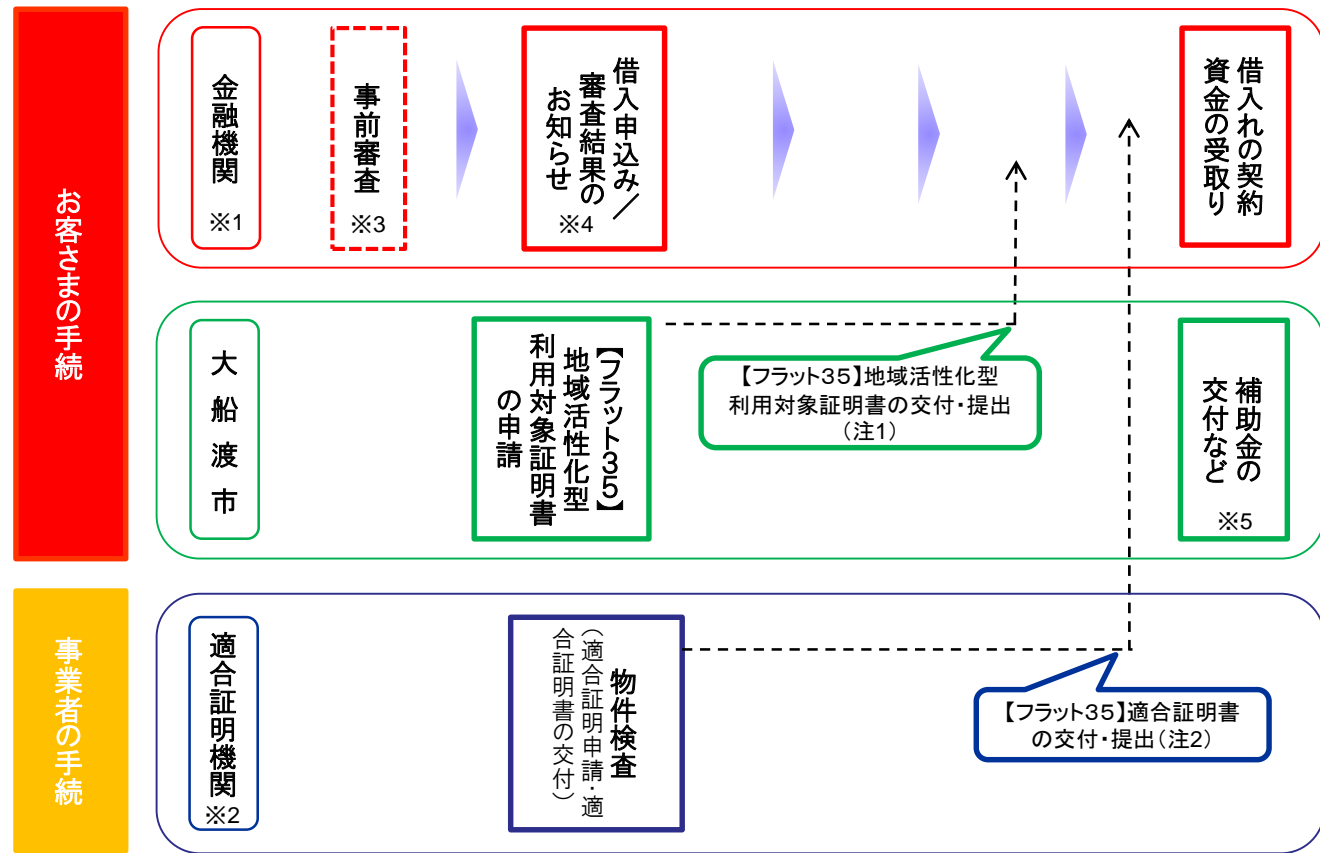 お客さまの手続
金融機関
※1
事前審査
※3
借入申込み／
審査結果の
お知らせ
※4
借入れの契約
資金の受取り
大船渡市
【フラット35】
地域活性化型
利用対象証明書
の申請
【フラット35】地域活性化型
利用対象証明書の交付・提出
（注1）
補助金の
交付など
※5
事業者の手続
適合証明機関
※2
物件検査
（適合証明申請・適
合証明書の交付）
【フラット35】適合証明書
の交付・提出（注2）